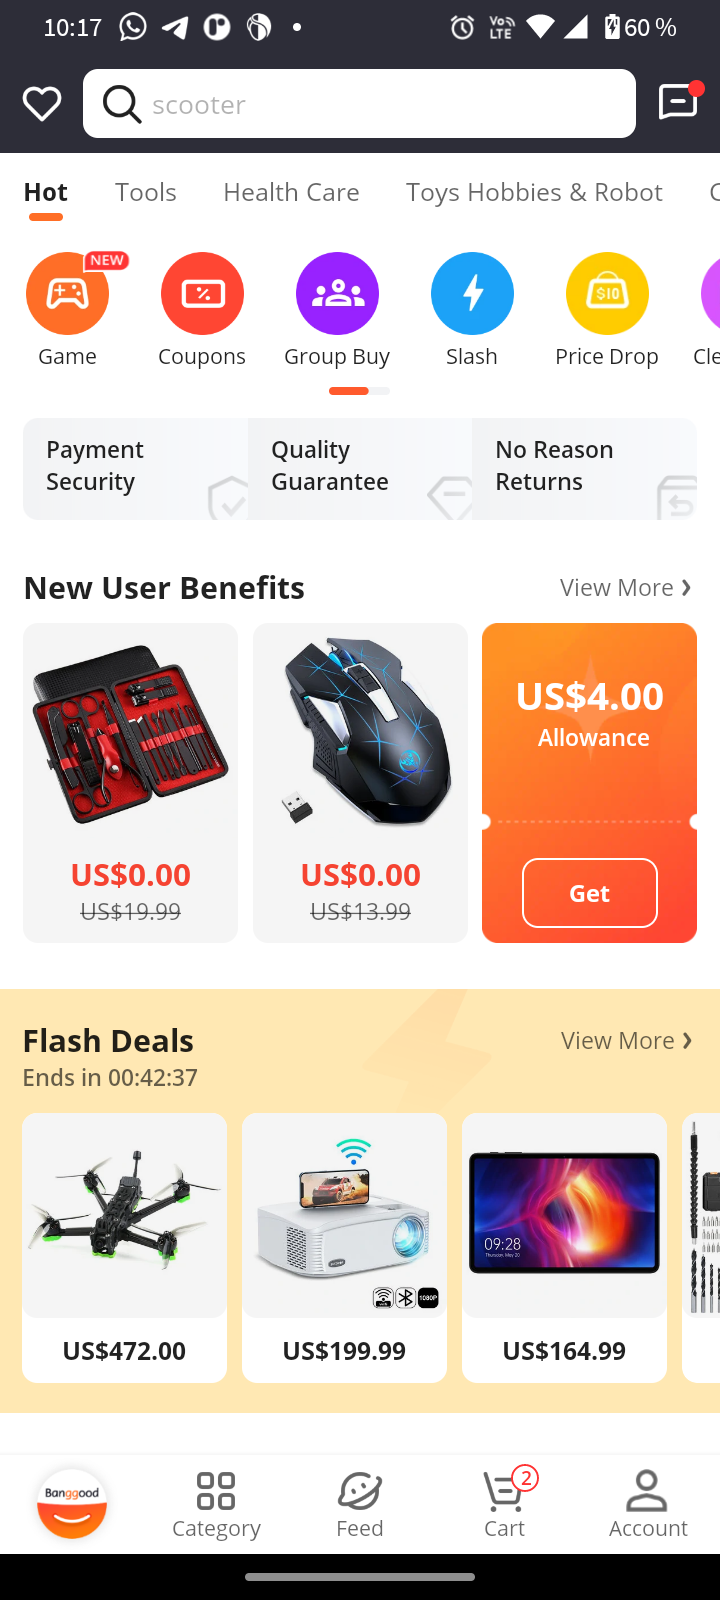 10:17
Vo))
LTE
60 %
scooter
Hot
Tools
Health Care
Toys Hobbies & Robot
NEW
$10
Game
Coupons
Group Buy
Slash
Price Drop
Cle
Payment
Security
Quality
Guarantee
No Reason
Returns
New User Benefits
View More
US$0.00
US$19.99
US$0.00
US$13.99
US$4.00
Allowance
Get
Flash Deals
View More
Ends in 00:42:37
09:28
1080P
US$472.00
US$199.99
US$164.99
Banggood
Category
Feed
2
Cart
Account